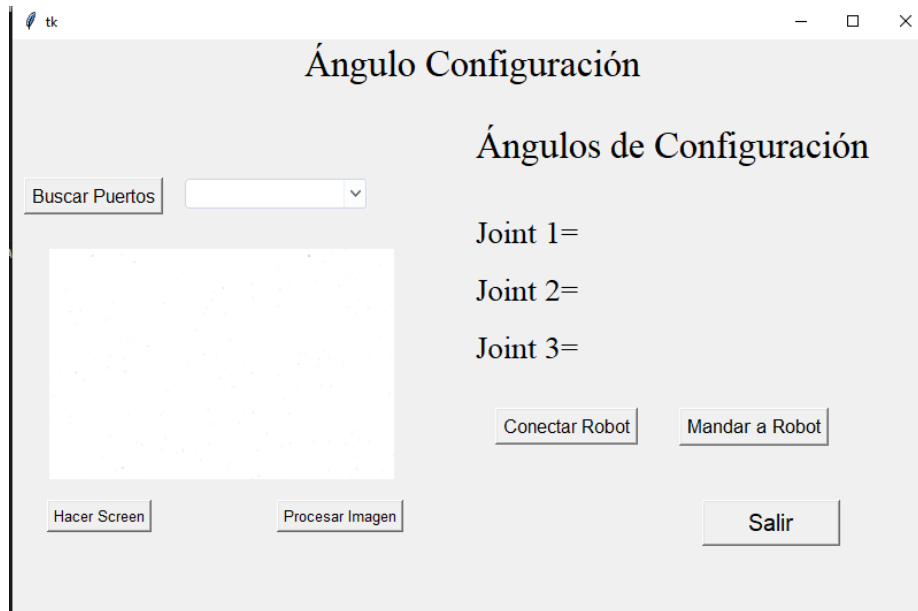 tk
Ángulo Configuración
Ángulos de Configuración
Buscar Puertos
Joint 1=
Joint 2=
Joint 3=
Conectar Robot
Mandar a Robot
Hacer Screen
Procesar Imagen
Salir